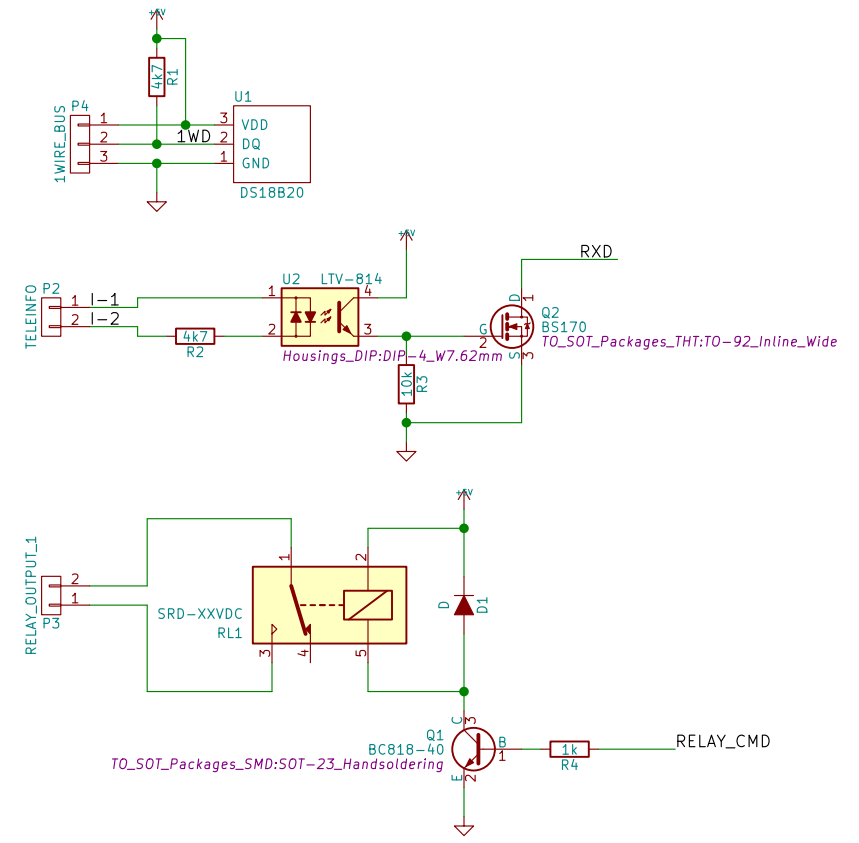 +5V
4k7
R1
P4
1WIRE_BUS
1
2
3
1WD
U1
3
2
1
VDD
DQ
GND
DS18B20
+5V
RXD
P2
TELEINFO
1
2
I-1
I-2
4k7
R2
U2
LTV-814
1
2
4
3
Housings_DIP:DIP-4_W7.62mm
10k
R3
D
1
G
2
S
3
Q2
BS170
TO_SOT_Packages_THT:TO-92_Inline_Wide
+5V
RELAY_OUTPUT_1
2
1
P3
1
2
SRD-XXVDC
RL1
3
4
5
D
D1
Q1
BC818-40
TO_SOT_Packages_SMD:SOT-23_Handsoldering
C
3
B
1
E
2
1k
R4
RELAY_CMD